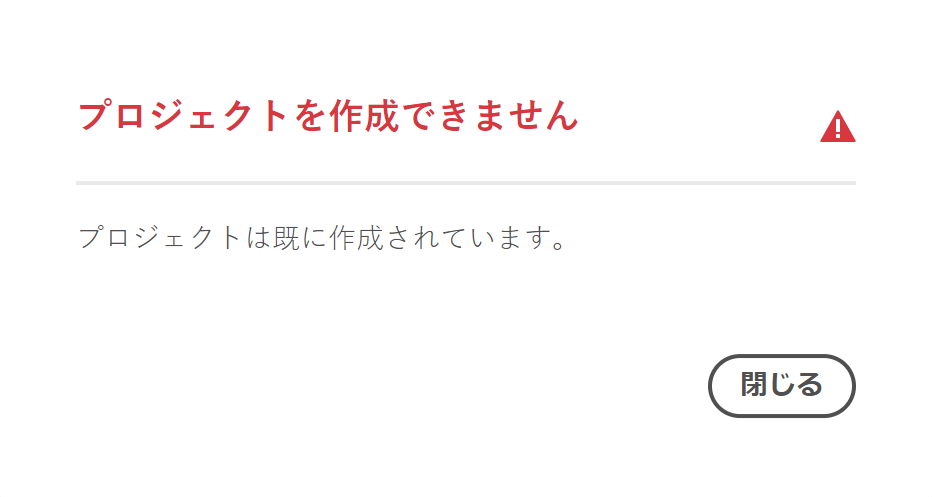 プロジェクトを作成できません
プロジェクトは既に作成されています。
閉じる